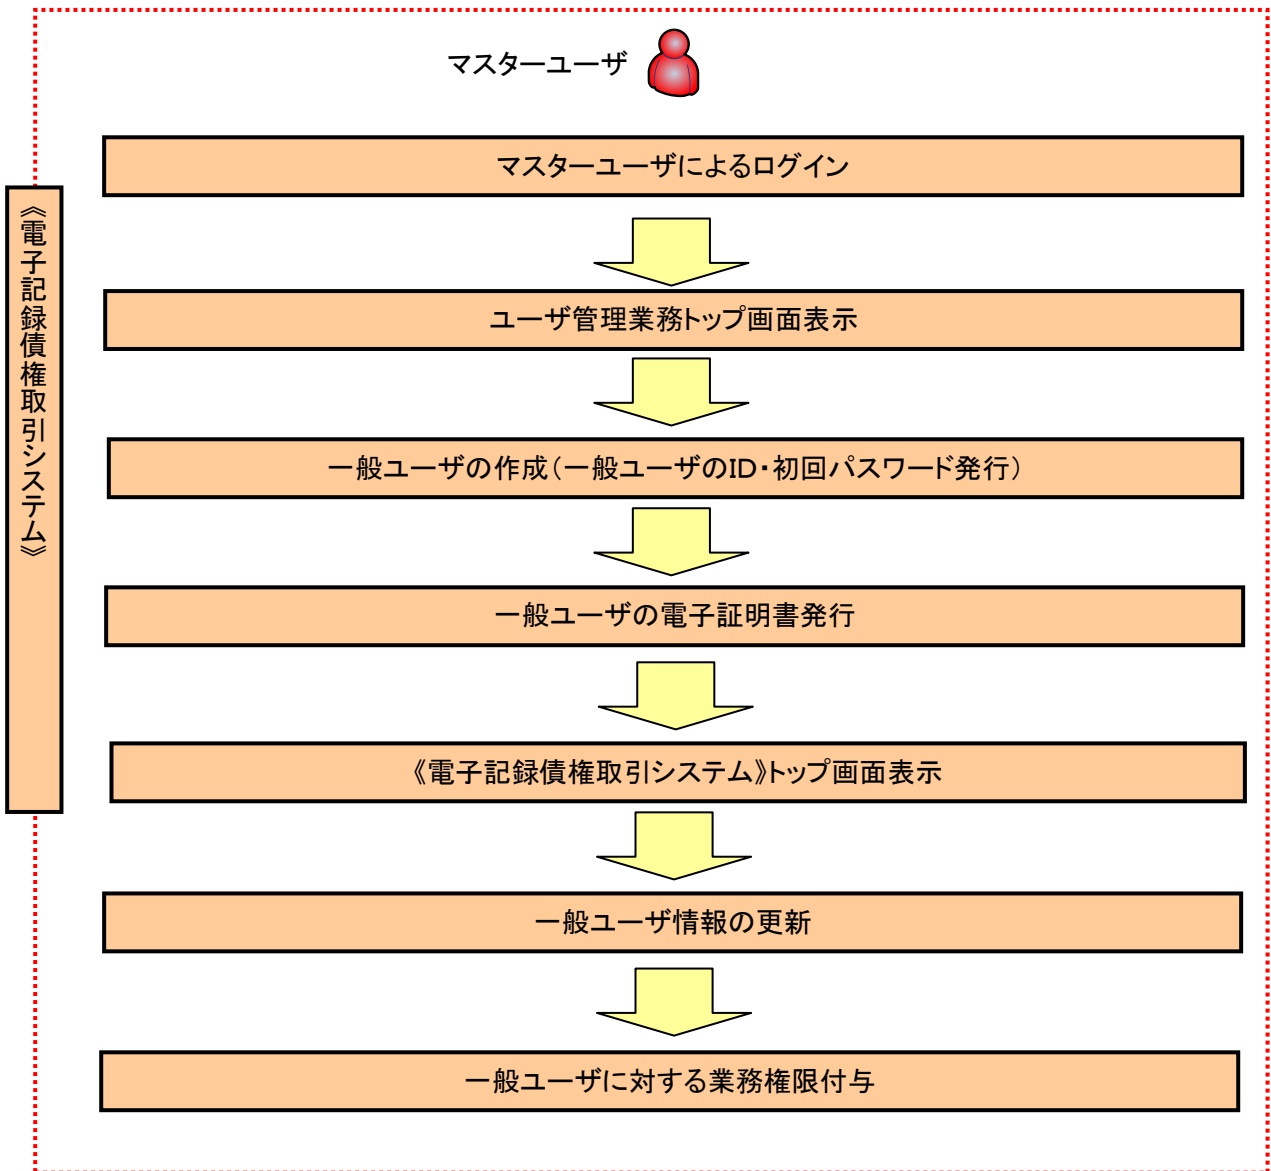 マスターユーザ
マスターユーザによるログイン
《電子記録債権取引システム》
ユーザ管理業務トップ画面表示
一般ユーザの作成（一般ユーザのID・初回パスワード発行）
一般ユーザの電子証明書発行
《電子記録債権取引システム》トップ画面表示
一般ユーザ情報の更新
一般ユーザに対する業務権限付与